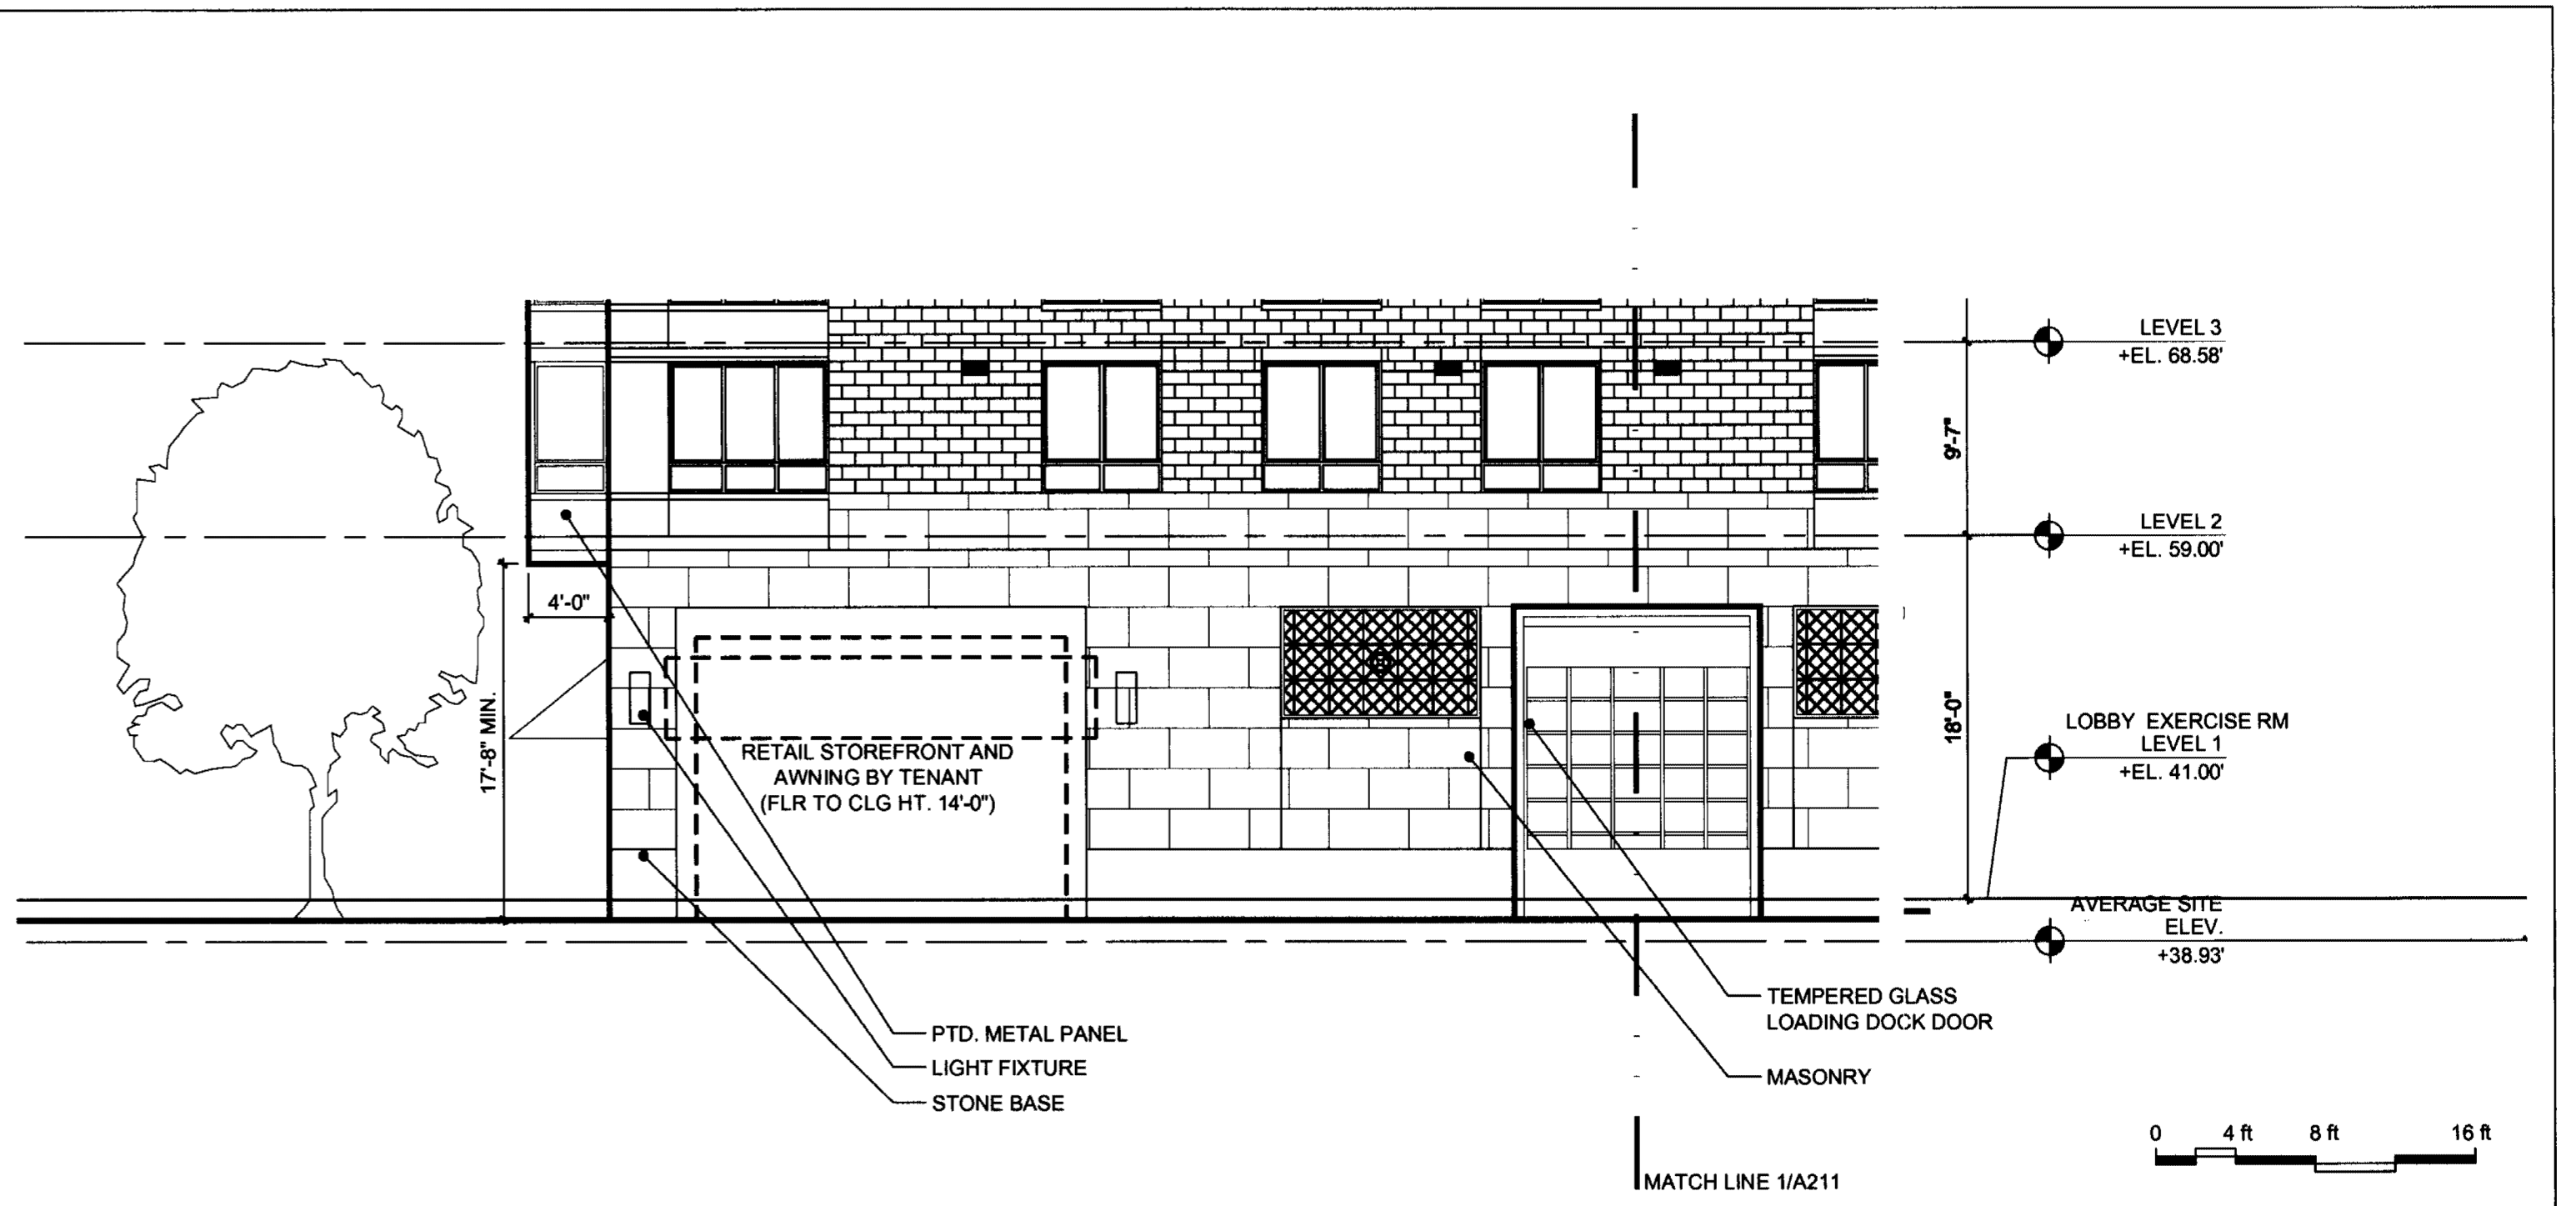 LEVEL 3
+EL. 68.58'
9'-7"
LEVEL 2
+EL. 59.00'
4'-0"
17'-8" MIN.
RETAIL STOREFRONT AND
AWNING BY TENANT
(FLR TO CLG HT. 14'-0")
18'-0"
LOBBY EXERCISE RM
LEVEL 1
+EL. 41.00'
AVERAGE SITE
ELEV.
+38.93'
PTD. METAL PANEL
LIGHT FIXTURE
STONE BASE
TEMPERED GLASS
LOADING DOCK DOOR
MASONRY
0 4 ft 8 ft 16 ft
MATCH LINE 1/A211